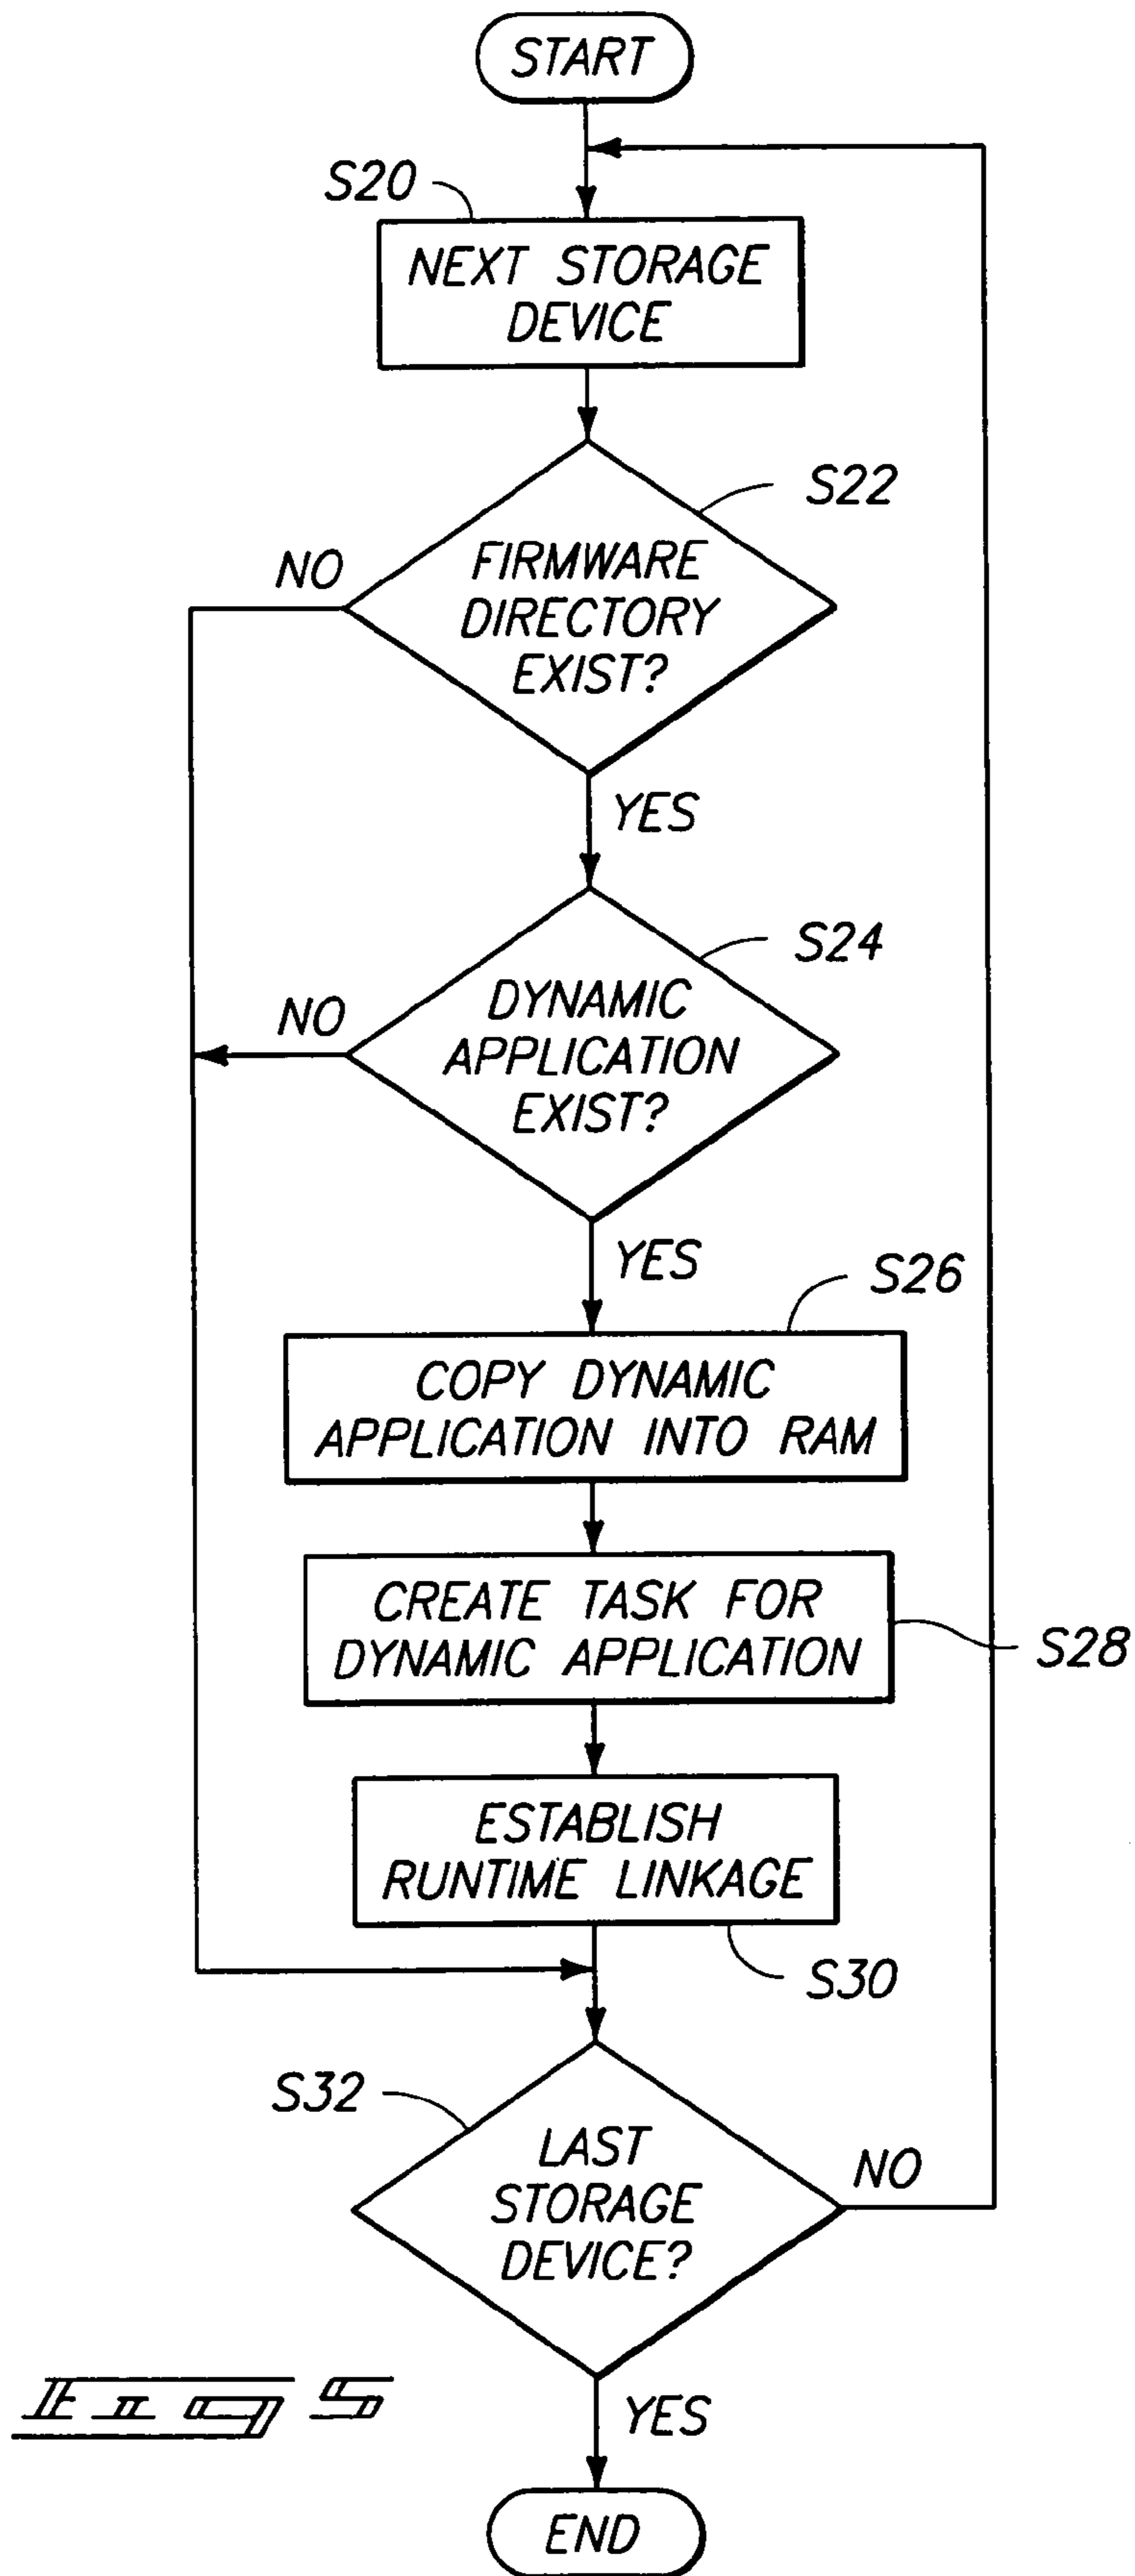 START
S20
NEXT STORAGE
DEVICE
S22
NO
FIRMWARE
DIRECTORY
EXIST?
YES
S24
NO
DYNAMIC
APPLICATION
EXIST?
YES
S26
COPY DYNAMIC
APPLICATION INTO RAM
CREATE TASK FOR
DYNAMIC APPLICATION
S28
ESTABLISH
RUNTIME LINKAGE
S30
S32
LAST
STORAGE
DEVICE?
NO
YES
Fig 5
END